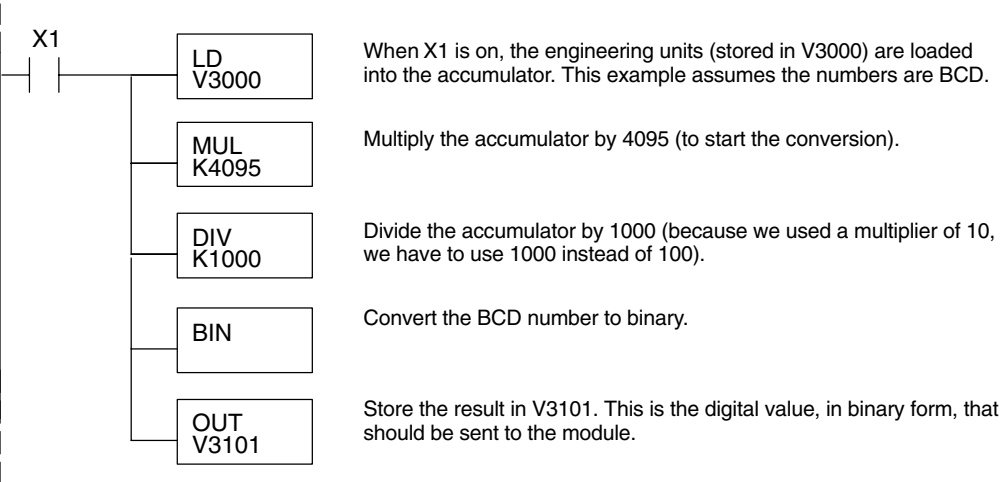 X1
LD
V3000
When X1 is on, the engineering units (stored in V3000) are loaded
into the accumulator. This example assumes the numbers are BCD.
MUL
K4095
Multiply the accumulator by 4095 (to start the conversion).
DIV
K1000
Divide the accumulator by 1000 (because we used a multiplier of 10,
we have to use 1000 instead of 100).
BIN
Convert the BCD number to binary.
OUT
V3101
Store the result in V3101. This is the digital value, in binary form, that
should be sent to the module.